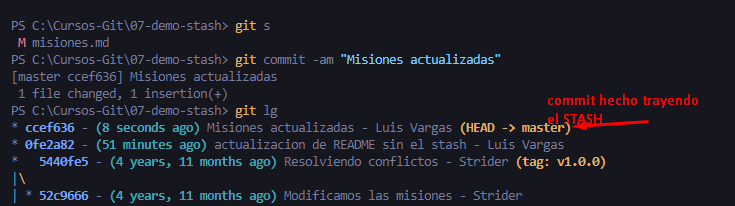 PS C:\Cursos-Git\07-demo-stash> git s
 M misiones.md
PS C:\Cursos-Git\07-demo-stash> git commit -am "Misiones actualizadas"
[master ccef636] Misiones actualizadas
 1 file changed, 1 insertion(+)
PS C:\Cursos-Git\07-demo-stash> git lg
commit hecho trayendo
el STASH
* ccef636 - (8 seconds ago) Misiones actualizadas - Luis Vargas (HEAD -> master)
* 0fe2a82 - (51 minutes ago) actualizacion de README sin el stash - Luis Vargas
*   5440fe5 - (4 years, 11 months ago) Resolviendo conflictos - Strider (tag: v1.0.0)
|\
| * 52c9666 - (4 years, 11 months ago) Modificamos las misiones - Strider